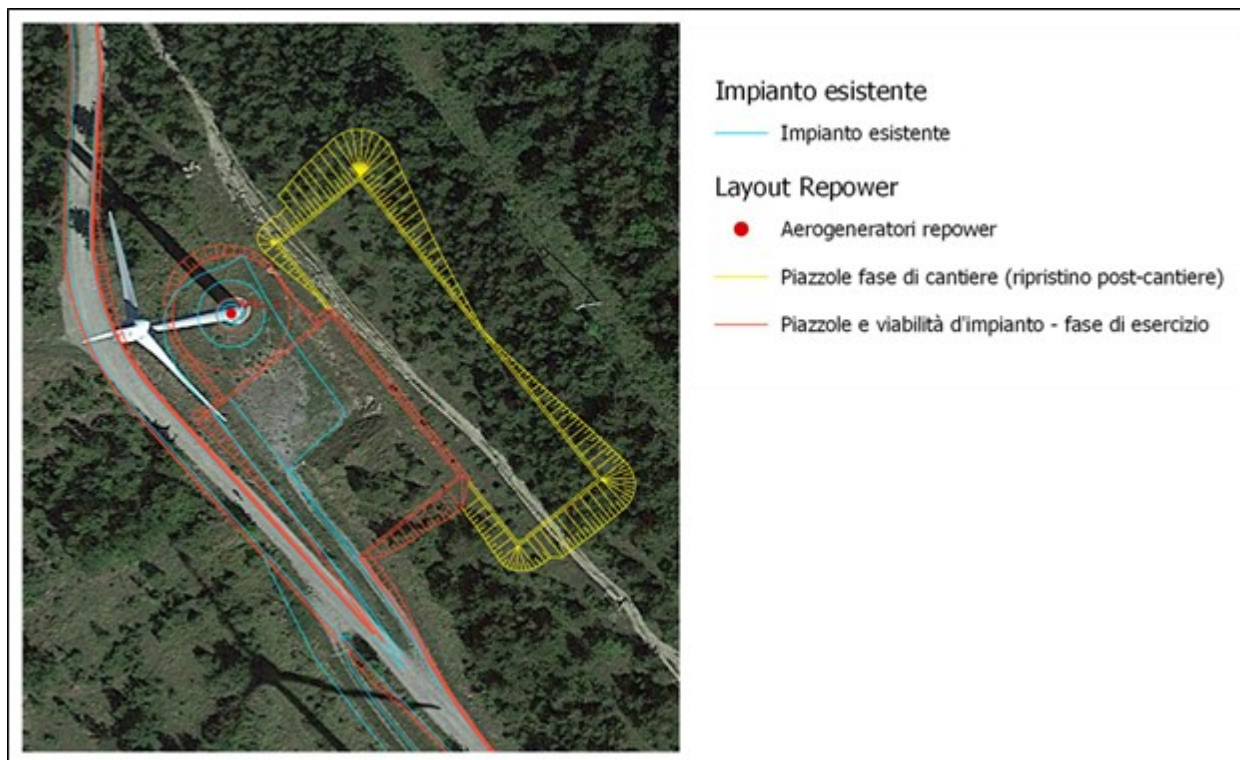 Impianto esistente
Impianto esistente
Layout Repower
Aerogeneratori repower
Piazzole fase di cantiere (ripristino post-cantiere)
Piazzole e viabilità d'impianto - fase di esercizio